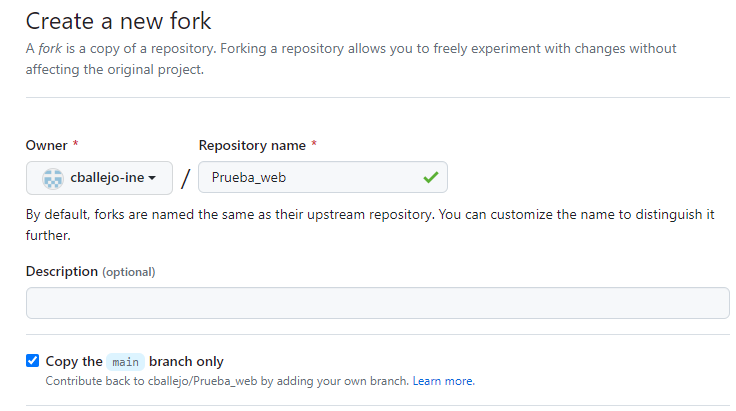 Create a new fork
A fork is a copy of a repository. Forking a repository allows you to freely experiment with changes without
affecting the original project.
Owner *
Repository name *
cballejo-ine / Prueba_web
By default, forks are named the same as their upstream repository. You can customize the name to distinguish it
further.
Description (optional)
Copy the main branch only
Contribute back to cballejo/Prueba_web by adding your own branch. Learn more.